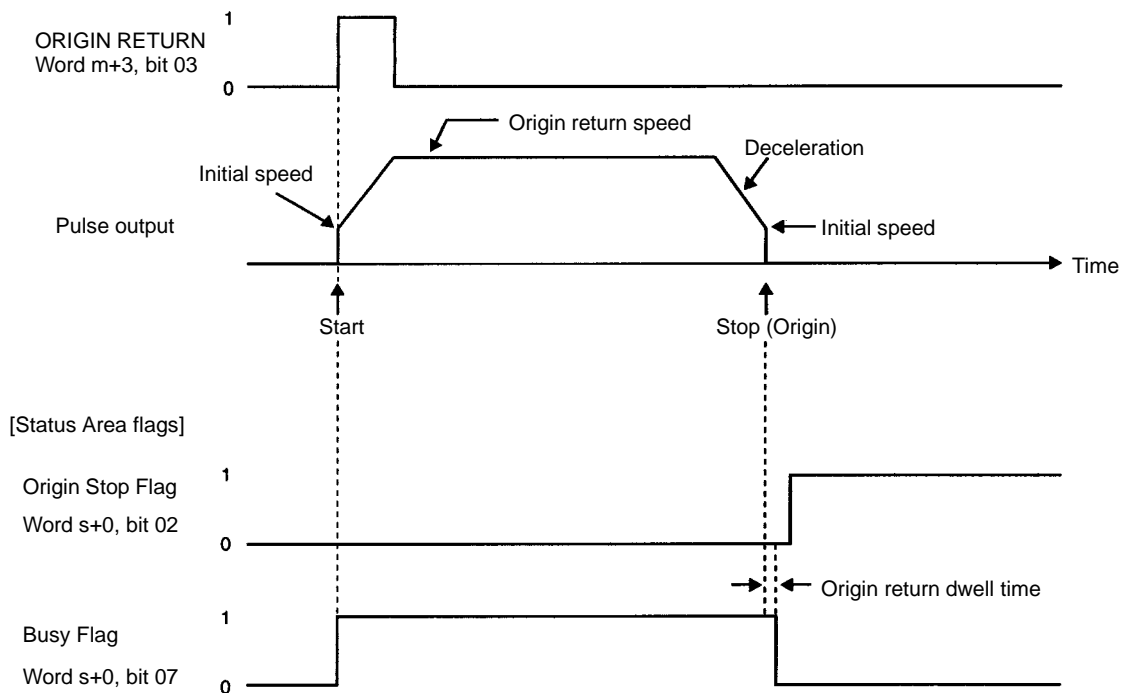 1
ORIGIN RETURN
Word m+3, bit 03
0
Origin return speed
Deceleration
Initial speed
Pulse output
Initial speed
Time
Start
Stop (Origin)
[Status Area flags]
1
Origin Stop Flag
Word s+0, bit 02
0
Origin return dwell time
1
Busy Flag
Word s+0, bit 07
0